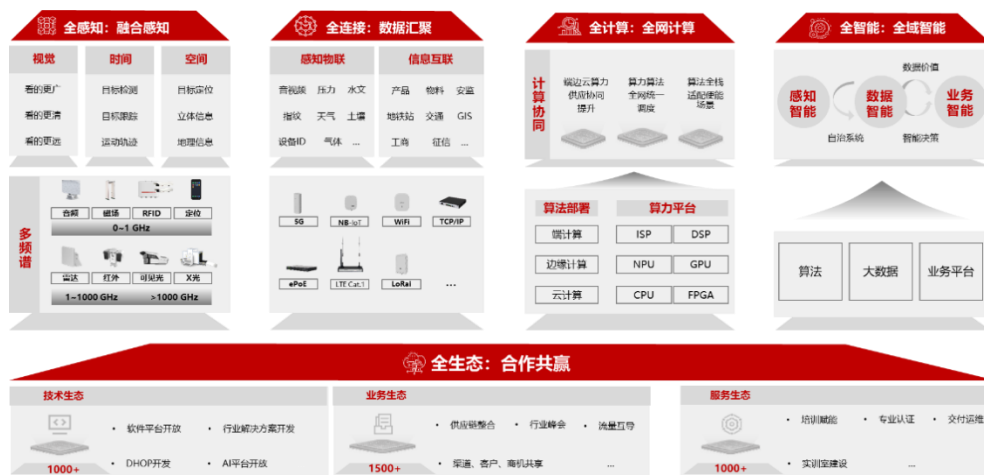 全感知：融合感知
视觉 时间 空间
看的更广 目标检测 目标定位
看的更清 目标跟踪 立体信息
看的更远 运动轨迹 地理信息
多频谱
音频 磁场 RFID 定位
0~1 GHz
雷达 红外 可见光 X光
1~1000 GHz >1000 GHz
全连接：数据汇聚
感知物联 信息互联
音视频 压力 水文 产品 物料 安监
指纹 天气 土壤 地铁站 交通 GIS
设备ID 气体 ... 工商 征信 ...
5G NB-IoT WiFi TCP/IP
ePoE LTE Cat.1 LoRaI ...
全计算：全网计算
计算协同
端边云算力 算力算法 算法全栈
供应协同 全网统一 适配硬能
提升 调度 场景
算法部署 算力平台
端计算 ISP DSP
边缘计算 NPU GPU
云计算 CPU FPGA
全智能：全域智能
数据价值
感知 数据 业务
智能 智能 智能
自治系统 智能决策
算法 大数据 业务平台
全生态：合作共赢
技术生态
• 软件平台开放 • 行业解决方案开发
• DHOP开发 • AI平台开放
1000+
业务生态
• 供应链整合 • 行业峰会 • 流量互导
• 渠道、客户、商机共享 ...
1500+
服务生态
• 培训赋能 • 专业认证 • 交付运维
• 实训室建设 ...
1000+